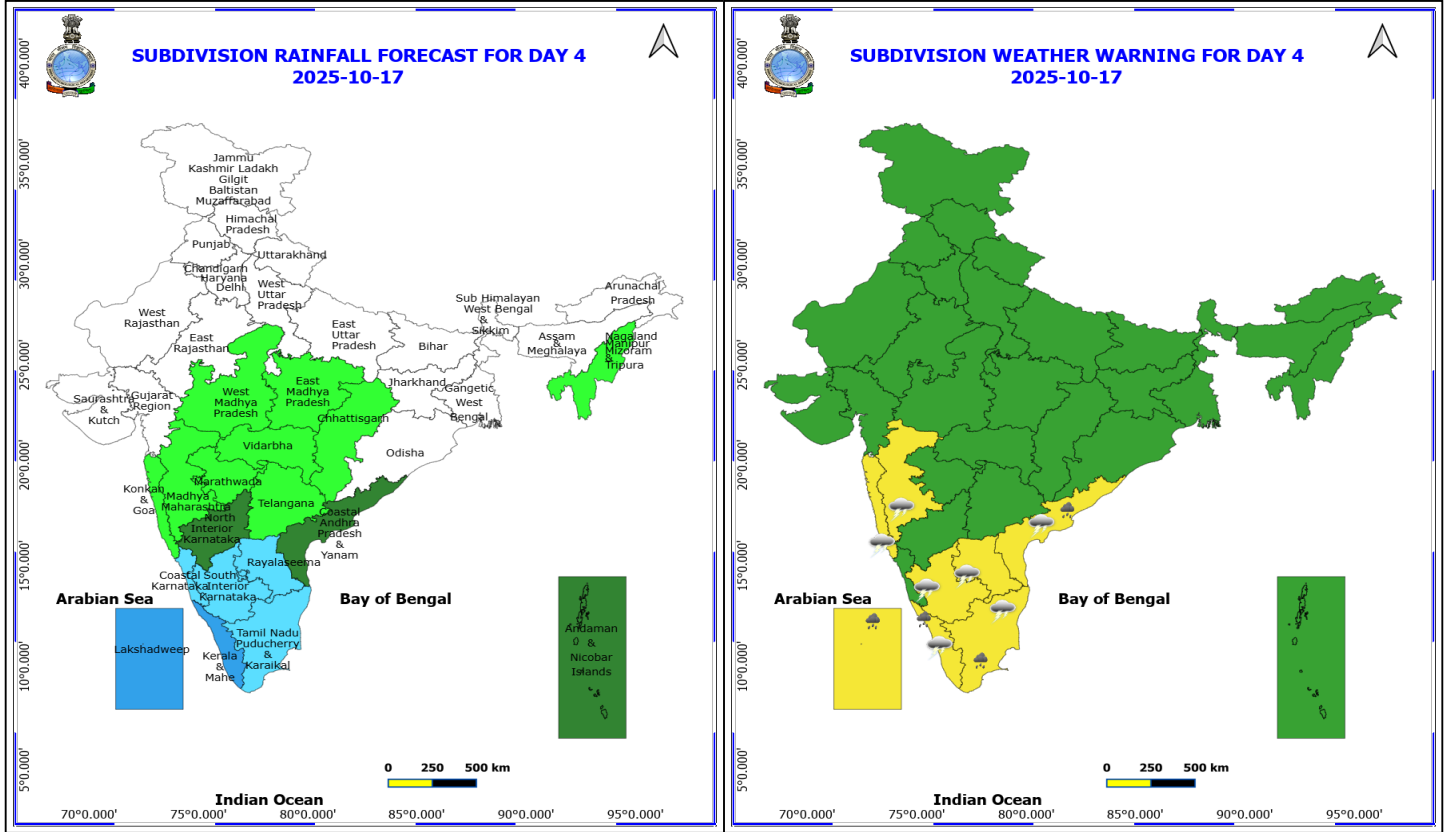 SUBDIVISION RAINFALL FORECAST FOR DAY 4
2025-10-17
40°0.000'
35°0.000'
30°0.000'
25°0.000'
20°0.000'
15°0.000'
10°0.000'
5°0.000'
Jammu
Kashmir Ladakh
Gilgit
Baltistan
Muzaffarabad
Himachal
Pradesh
Punjab
Uttarakhand
Chandigarh
Haryana
Delhi
West
Uttar
Pradesh
Arunachal
Pradesh
Sub Himalayan
West Bengal
&
Sikkim
West
Rajasthan
East
Rajasthan
East
Uttar
Pradesh
Bihar
Assam
&
Meghalaya
Nagaland
Manipur
Mizoram
&
Tripura
Jharkhand
Gangetic
West
Bengal
Saurashtra
&
Kutch
Gujarat
Region
West
Madhya
Pradesh
East
Madhya
Pradesh
Chhattisgarh
Vidarbha
Odisha
Konkan
&
Goa
Madhya
Maharashtra
Marathwada
Telangana
North
Interior
Karnataka
Coastal
Andhra
Pradesh
&
Yanam
Rayalaseema
Coastal
Karnataka
South
Interior
Karnataka
Arabian Sea
Bay of Bengal
Lakshadweep
Kerala
&
Mahe
Tamil Nadu
Puducherry
&
Karaikal
Andaman
&
Nicobar
Islands
0 250 500 km
Indian Ocean
70°0.000' 75°0.000' 80°0.000' 85°0.000' 90°0.000' 95°0.000'
SUBDIVISION WEATHER WARNING FOR DAY 4
2025-10-17
40°0.000'
35°0.000'
30°0.000'
25°0.000'
20°0.000'
15°0.000'
10°0.000'
5°0.000'
Arabian Sea
Bay of Bengal
0 250 500 km
Indian Ocean
70°0.000' 75°0.000' 80°0.000' 85°0.000' 90°0.000' 95°0.000'